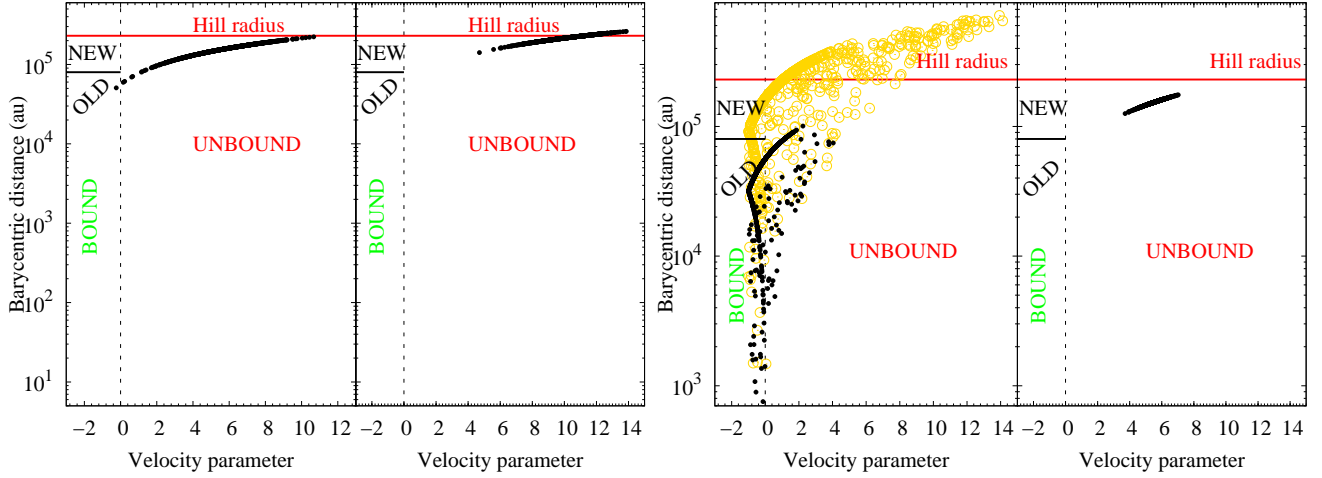 Hill radius
NEW
OLD
UNBOUND
BOUND
10^5
10^4
10^3
10^2
10^1
Barycentric distance (au)
−2 0 2 4 6 8 10 12
Velocity parameter
Hill radius
NEW
OLD
UNBOUND
BOUND
−2 0 2 4 6 8 10 12 14
Velocity parameter
Hill radius
NEW
OLD
UNBOUND
BOUND
10^5
10^4
10^3
Barycentric distance (au)
−2 0 2 4 6 8 10 12 14
Velocity parameter
Hill radius
NEW
OLD
UNBOUND
BOUND
−2 0 2 4 6 8 10 12 14
Velocity parameter